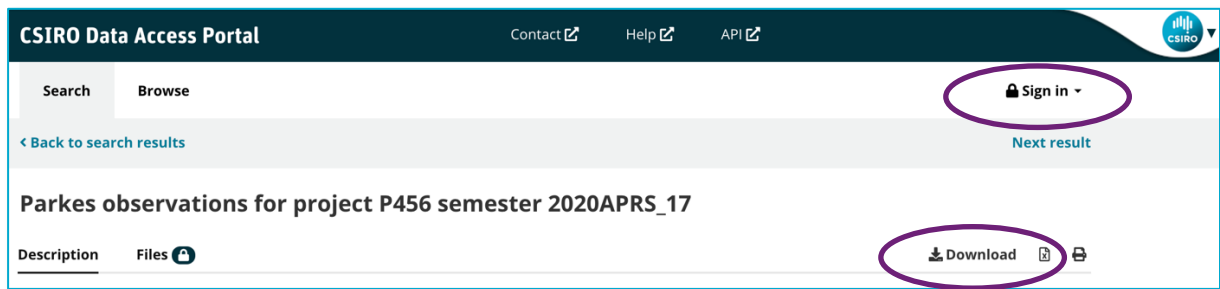 CSIRO Data Access Portal Contact Help API CSIRO
Search Browse Sign in
Back to search results Next result
Parkes observations for project P456 semester 2020APRS_17
Description Files Download